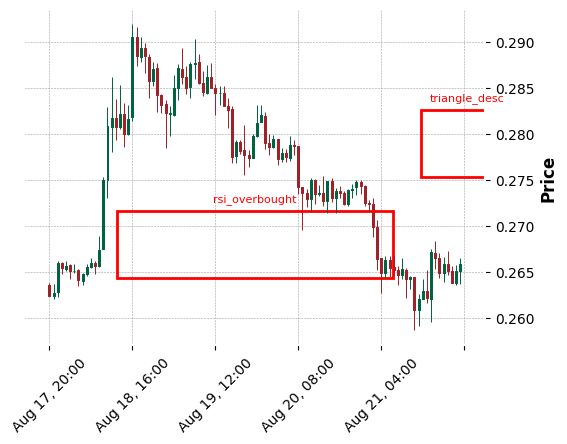 0.290
0.285
triangle_desc
0.280
0.275
Price
rsi_overbought
0.270
0.265
0.260
Aug 17, 20:00
Aug 18, 16:00
Aug 19, 12:00
Aug 20, 08:00
Aug 21, 04:00